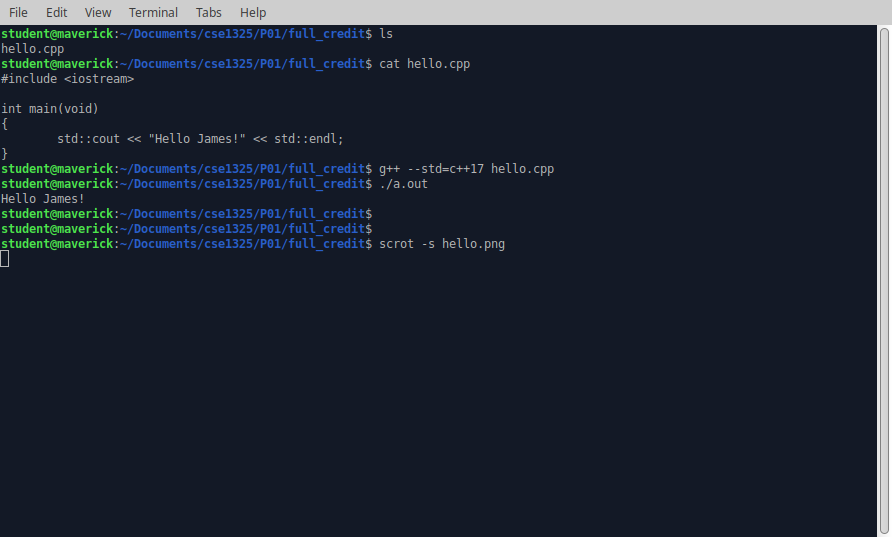 File Edit View Terminal Tabs Help
student@maverick:~/Documents/cse1325/P01/full_credit$ ls
hello.cpp
student@maverick:~/Documents/cse1325/P01/full_credit$ cat hello.cpp
#include <iostream>
int main(void)
{
        std::cout << "Hello James!" << std::endl;
}
student@maverick:~/Documents/cse1325/P01/full_credit$ g++ --std=c++17 hello.cpp
student@maverick:~/Documents/cse1325/P01/full_credit$ ./a.out
Hello James!
student@maverick:~/Documents/cse1325/P01/full_credit$
student@maverick:~/Documents/cse1325/P01/full_credit$
student@maverick:~/Documents/cse1325/P01/full_credit$ scrot -s hello.png